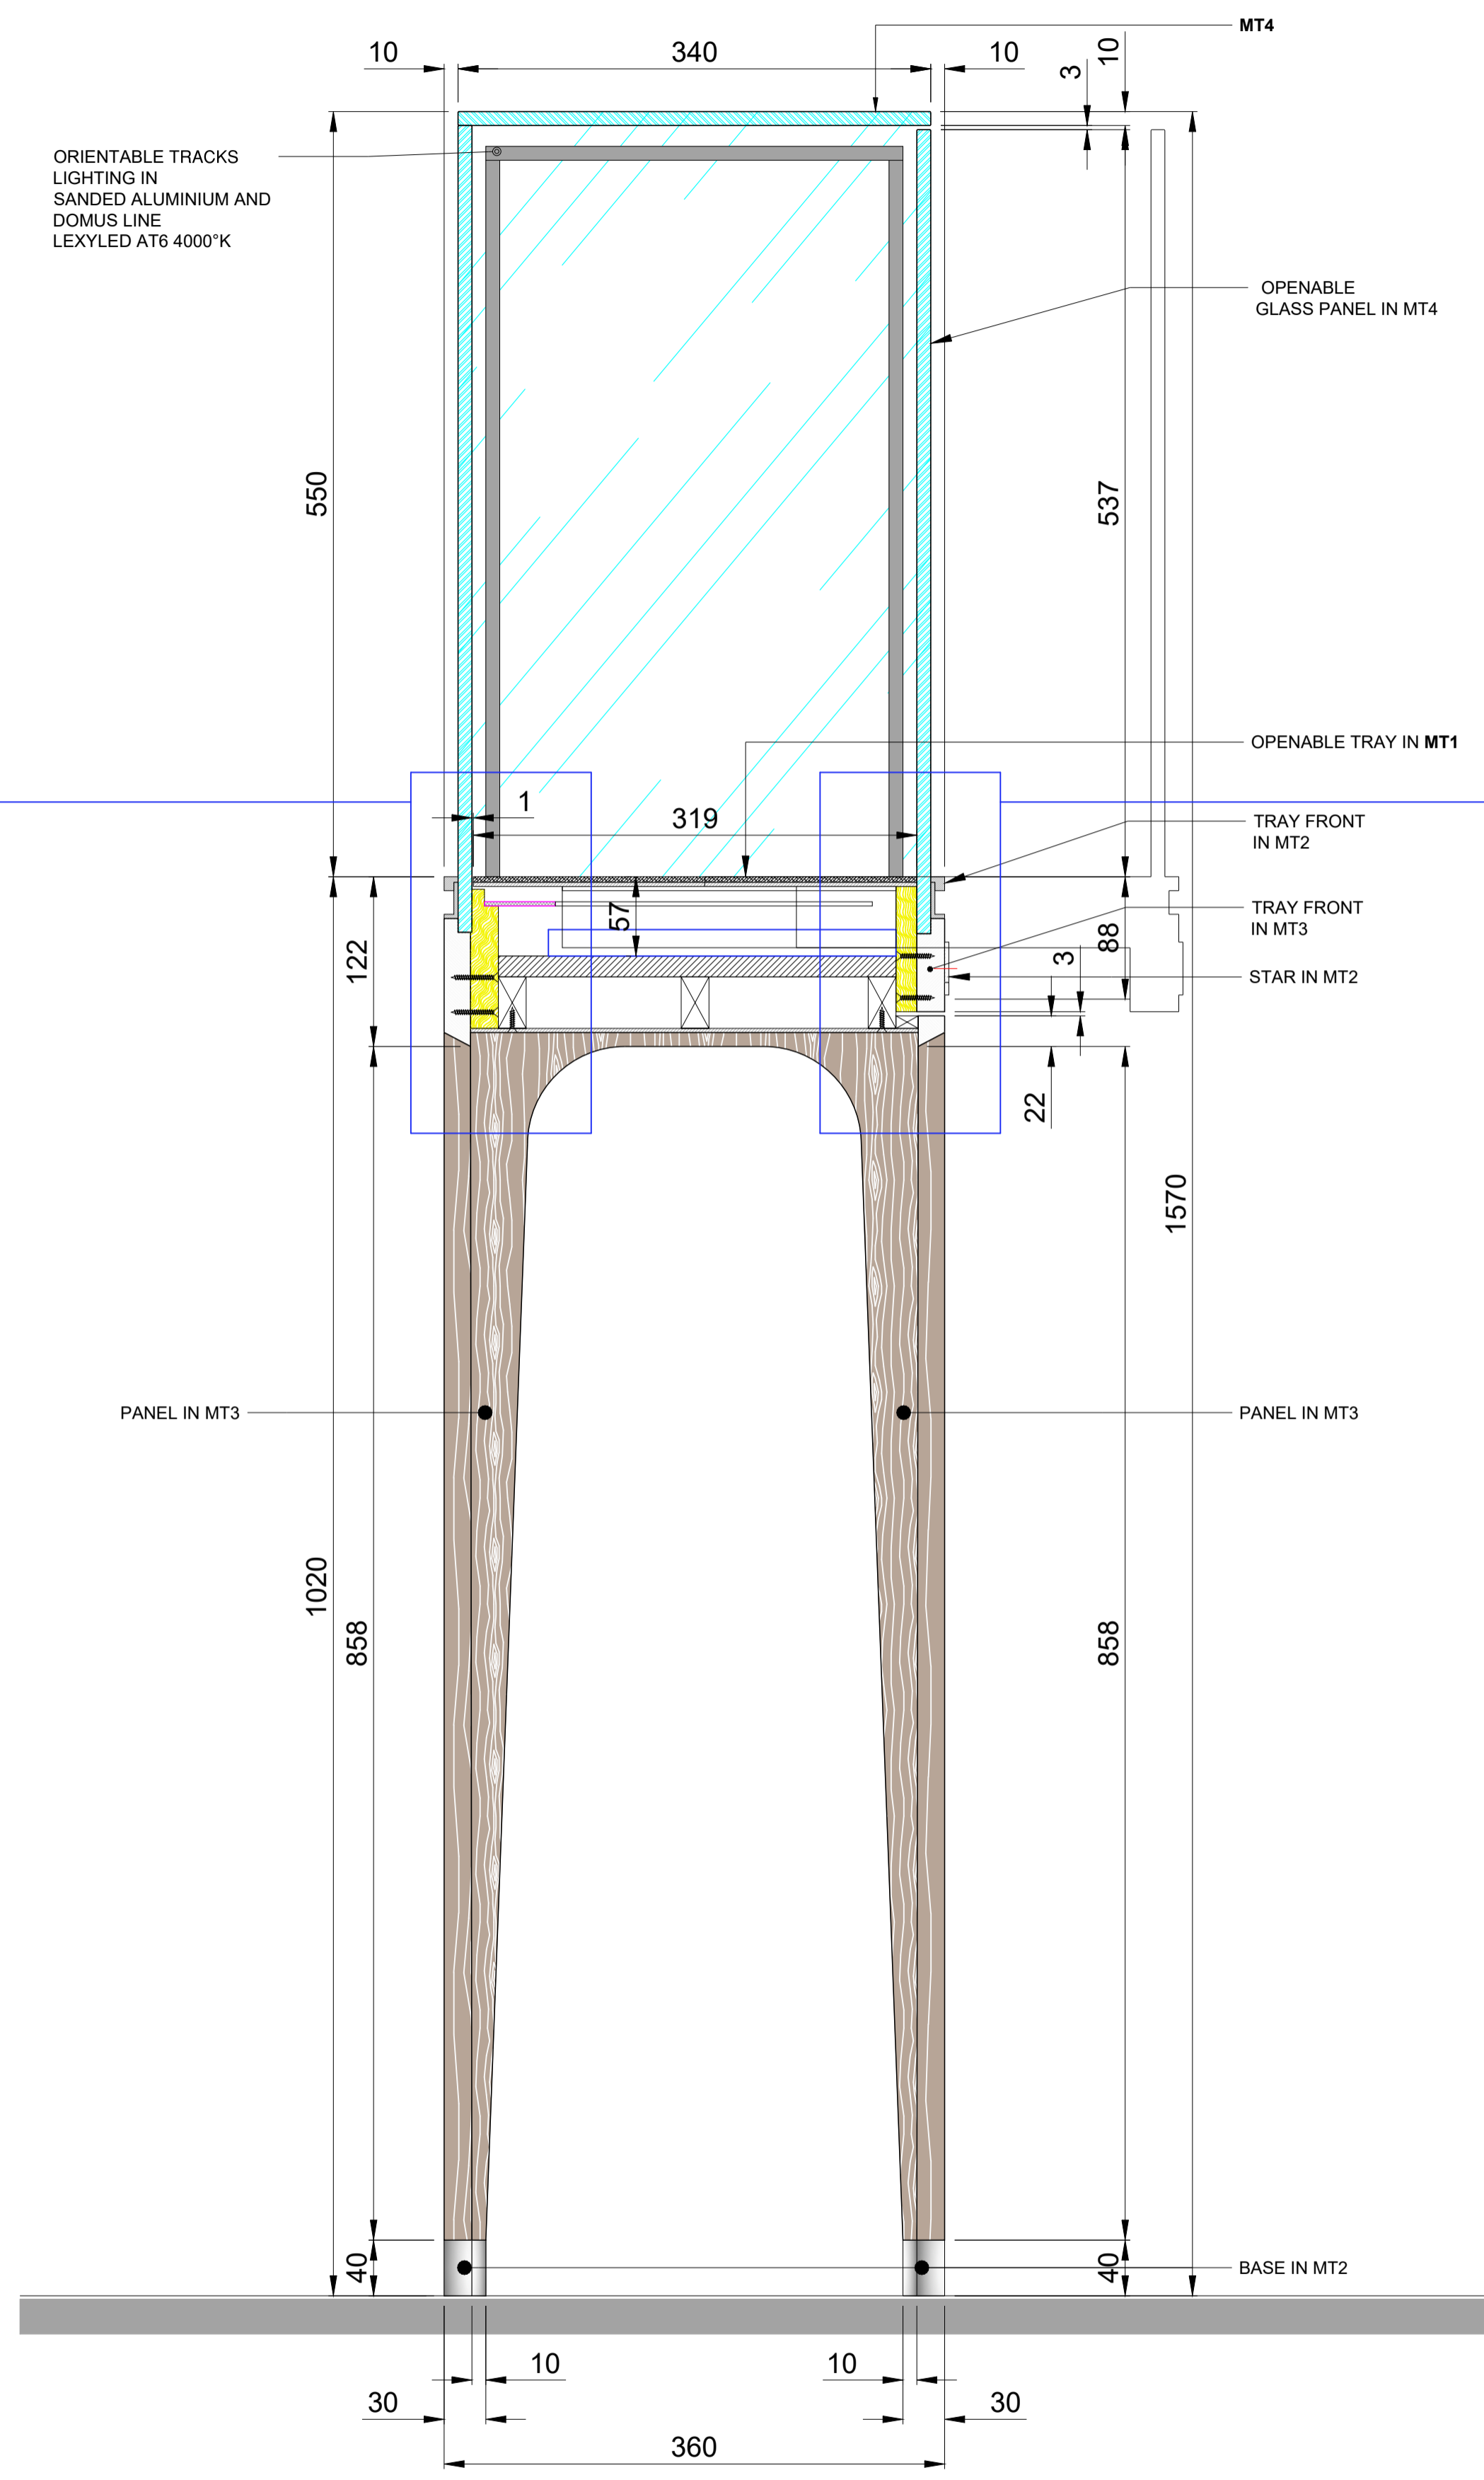 MT4
10
340
10
3
10
ORIENTABLE TRACKS
LIGHTING IN
SANDED ALUMINIUM AND
DOMUS LINE
LEXYLED AT6 4000°K
OPENABLE
GLASS PANEL IN MT4
550
537
OPENABLE TRAY IN MT1
1
319
TRAY FRONT
IN MT2
57
TRAY FRONT
IN MT3
122
88
3
STAR IN MT2
22
1570
PANEL IN MT3
PANEL IN MT3
1020
858
858
40
40
BASE IN MT2
10
10
30
30
360